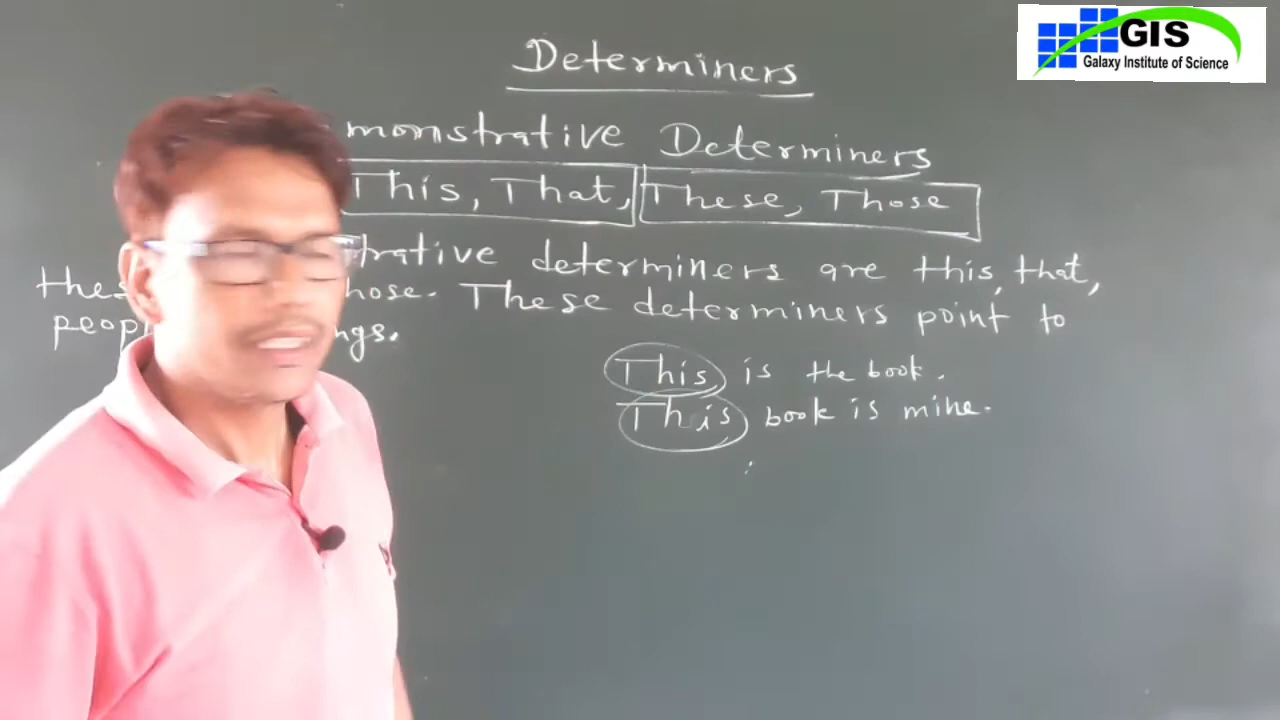 GIS
Galaxy Institute of Science
Determiners
monstrative Determiners
This, That, These, Those
trative determiners are this, that,
thes hose. These determiners point to
peop ngs.
This is the book.
This book is mine.